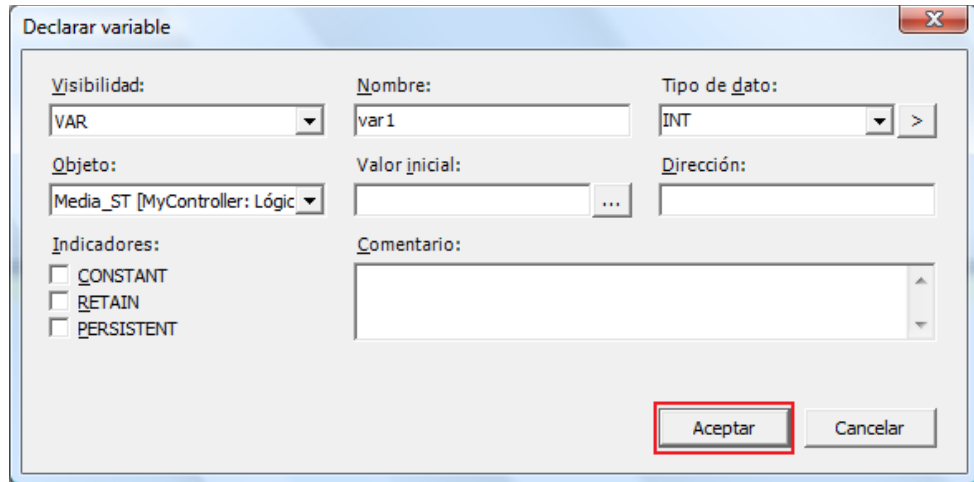 Declarar variable
Visibilidad: Nombre: Tipo de dato:
VAR var1 INT >
Objeto: Valor inicial: Dirección:
Media_ST [MyController: Lógic ...
Indicadores: Comentario:
CONSTANT
RETAIN
PERSISTENT
Aceptar Cancelar